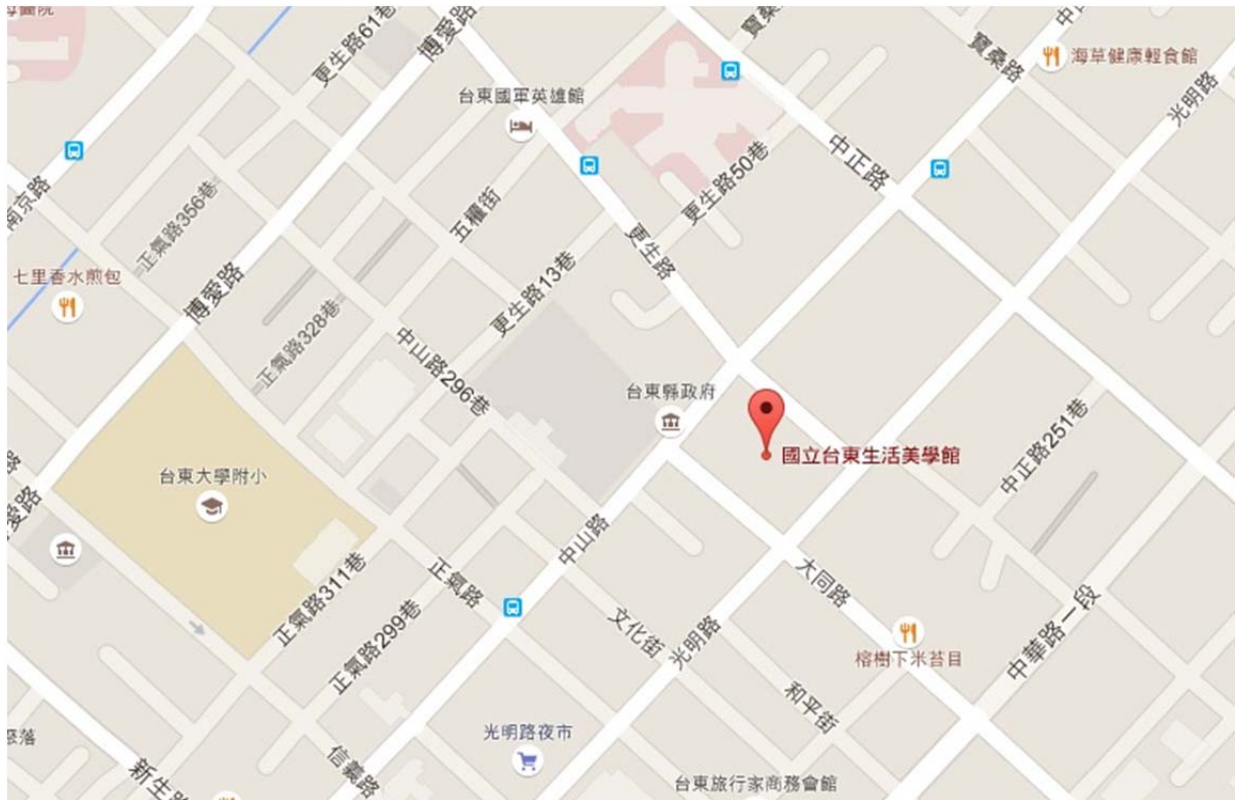 醫院
更生路61巷
博愛路
寶桑路
海草健康輕食館
光明路
台東國軍英雄館
中正路
更生路50巷
南京路
正氣路356巷
五權街
更生路
七里香水煎包
博愛路
更生路13巷
正氣路328巷
中山路296巷
台東縣政府
國立台東生活美學館
中正路251巷
台東大學附小
中山路
正氣路311巷
正氣路
大同路
正氣路299巷
文化街
光明路
榕樹下米苔目
中華路一段
和平街
光明路夜市
新生路
信義路
台東旅行家商務會館